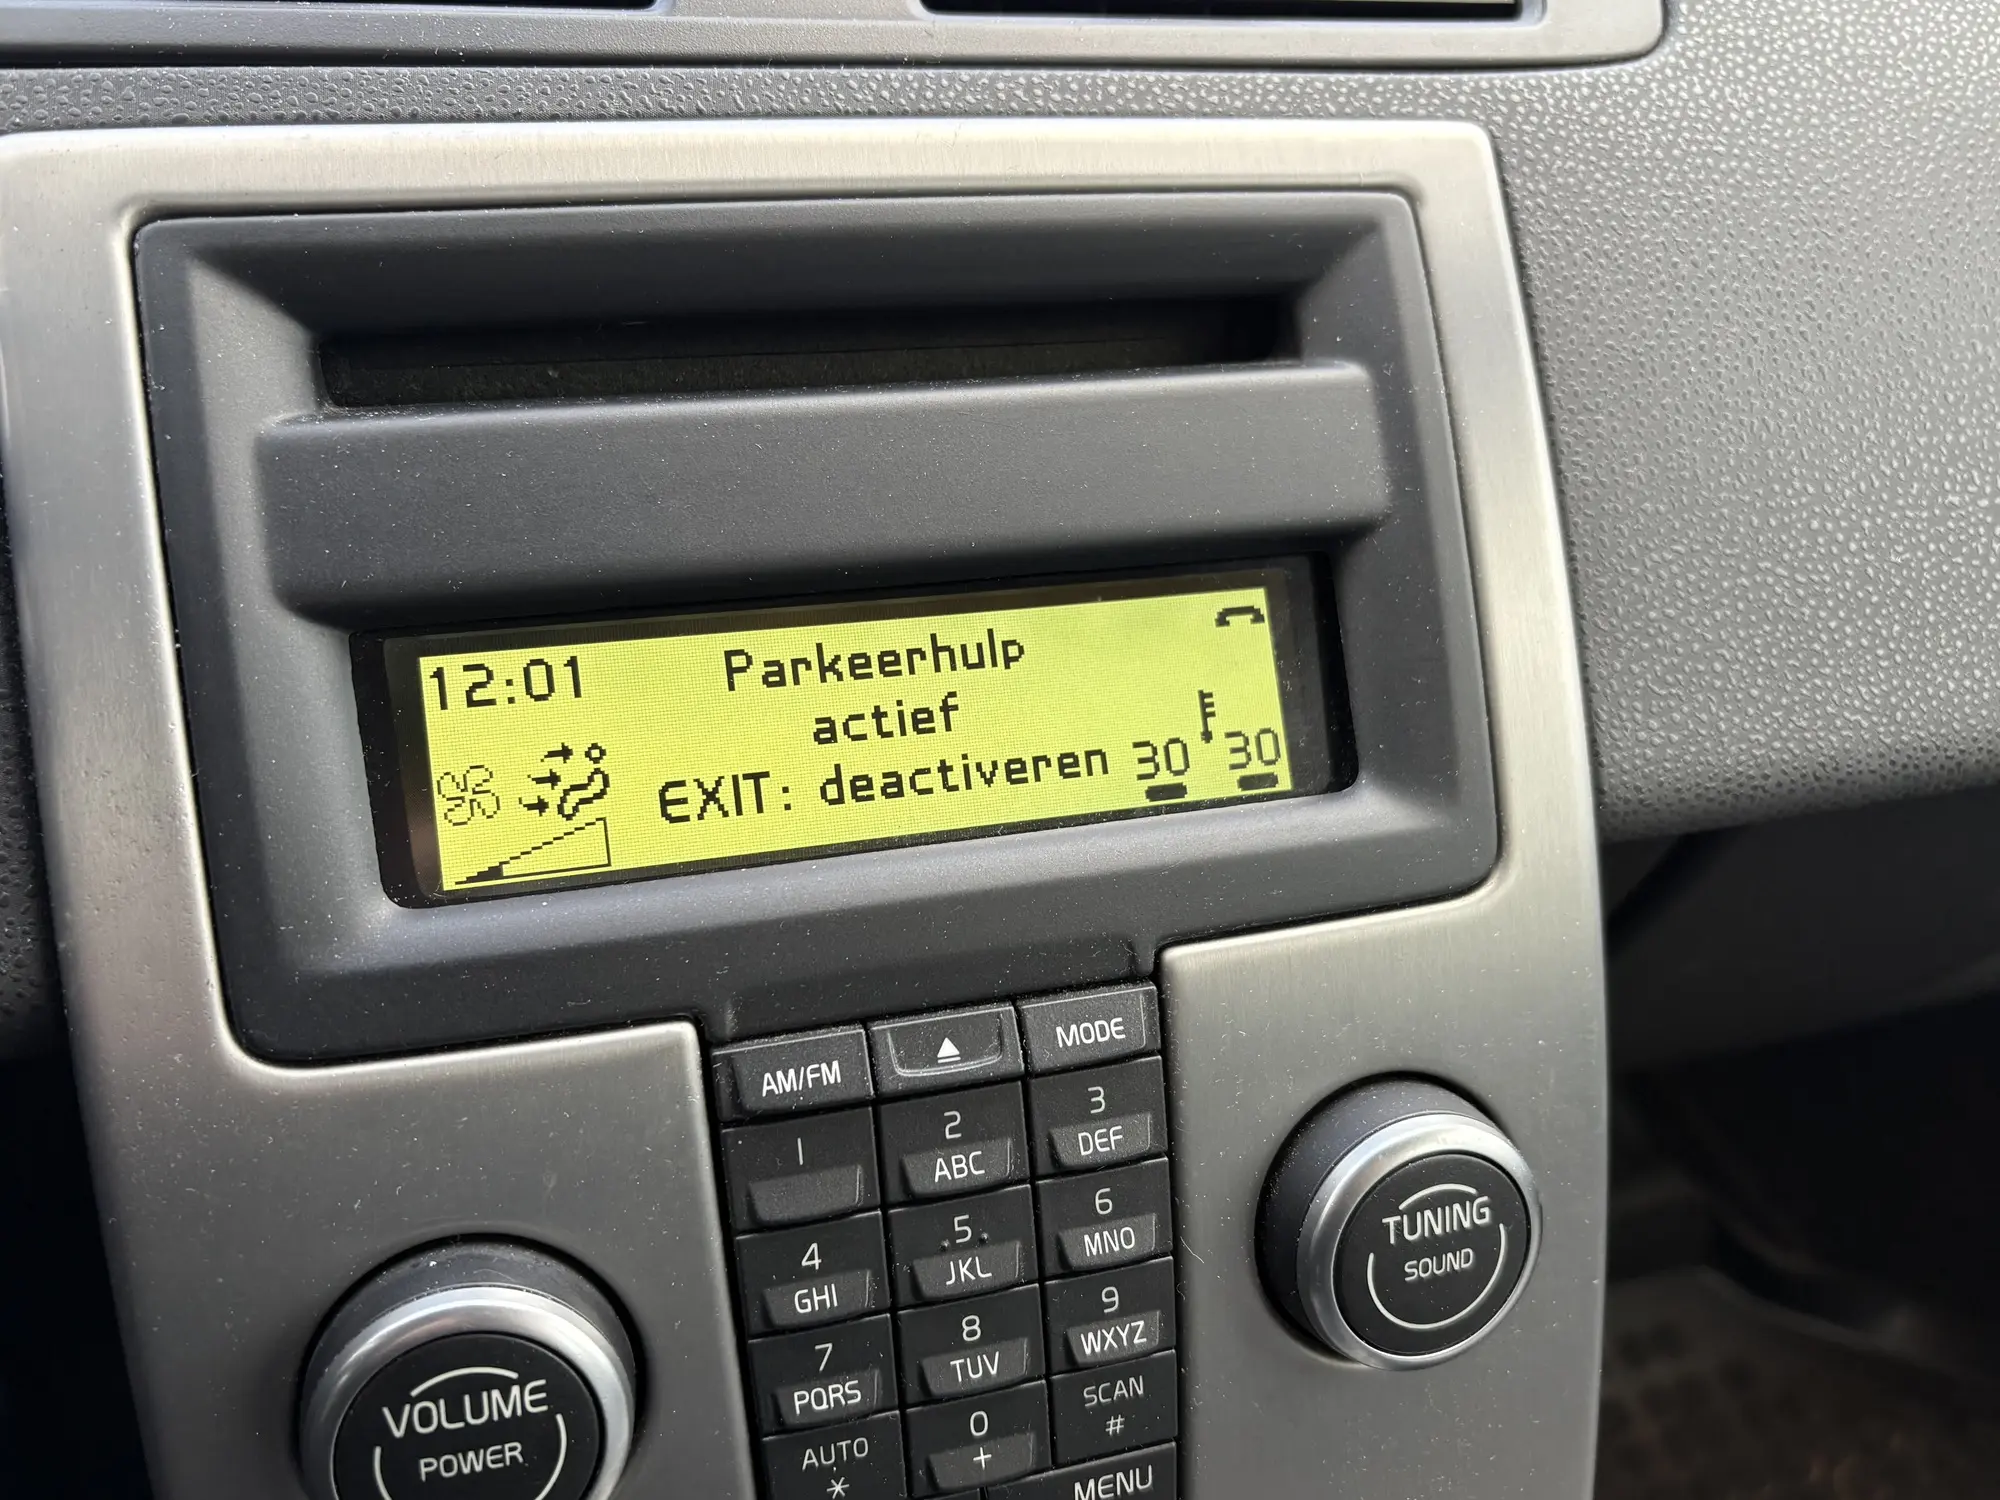 12:01
Parkeerhulp
actief
EXIT: deactiveren
30 30
AM/FM
MODE
1
2
ABC
3
DEF
4
GHI
5
JKL
6
MNO
7
PQRS
8
TUV
9
WXYZ
AUTO
*
0
+
SCAN
#
MENU
VOLUME
POWER
TUNING
SOUND